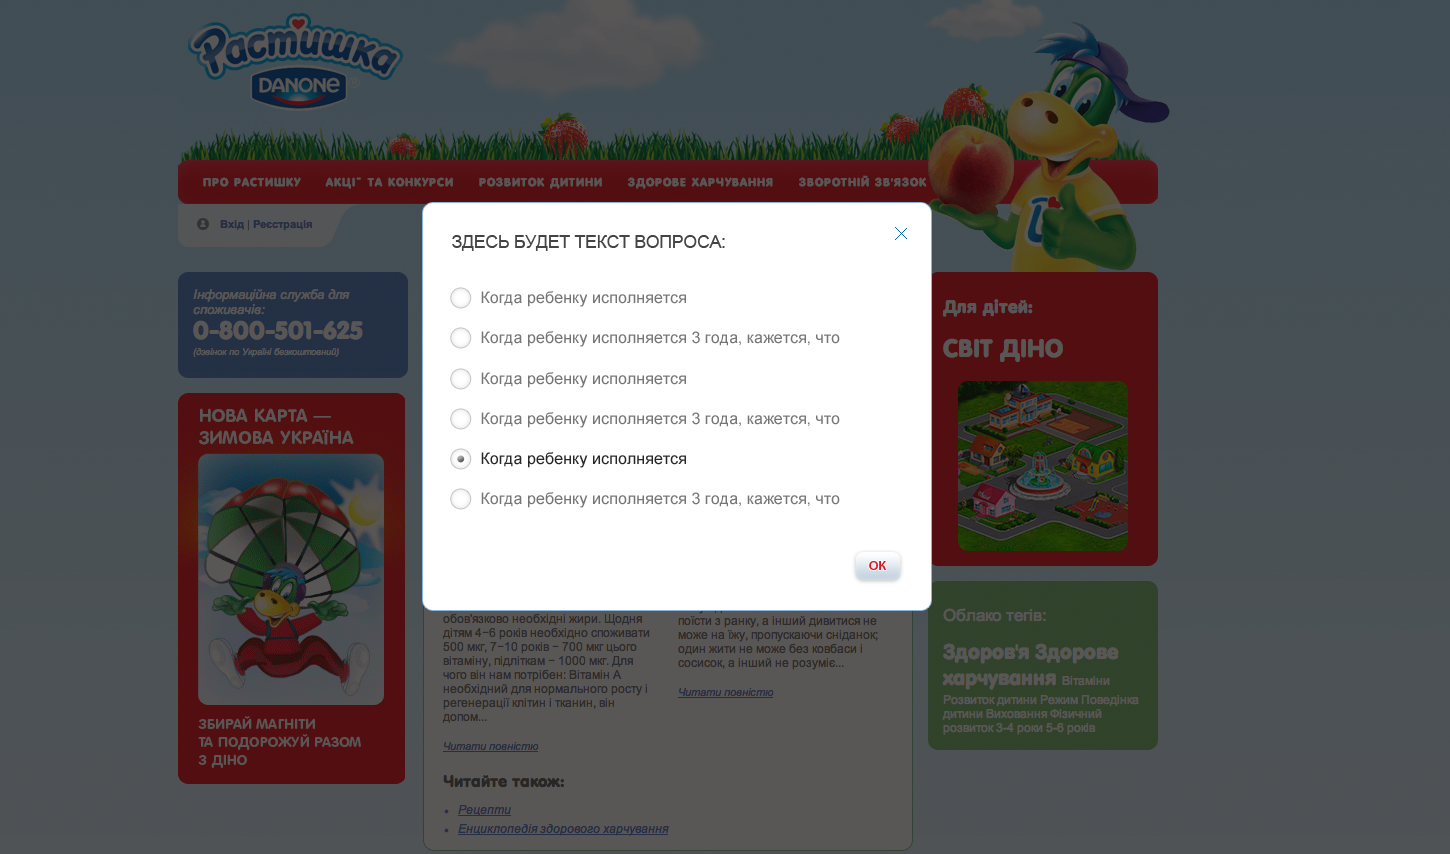 Растишка
DANONE
ПРО РАСТИШКУ
АКЦІЇ ТА КОНКУРСИ
РОЗВИТОК ДИТИНИ
ЗДОРОВЕ ХАРЧУВАННЯ
ЗВОРОТНІЙ ЗВ'ЯЗОК
Вхід | Реєстрація
Інформаційна служба для
споживачів:
0-800-501-625
(дзвінок по Україні безкоштовний)
НОВА КАРТА —
ЗИМОВА УКРАЇНА
ЗБИРАЙ МАГНІТИ
ТА ПОДОРОЖУЙ РАЗОМ
З ДІНО
ЗДЕСЬ БУДЕТ ТЕКСТ ВОПРОСА:
Когда ребенку исполняется
Когда ребенку исполняется 3 года, кажется, что
Когда ребенку исполняется
Когда ребенку исполняется 3 года, кажется, что
Когда ребенку исполняется
Когда ребенку исполняется 3 года, кажется, что
ОК
обов'язково необхідні жири. Щодня
дітям 4–6 років необхідно споживати
500 мкг, 7–10 років – 700 мкг цього
вітаміну, підліткам – 1000 мкг. Для
чого він нам потрібен: Вітамін А
необхідний для нормального росту і
регенерації клітин і тканин, він
допом...
Читати повністю
поїсти з ранку, а інший дивитися не
може на їжу, пропускаючи сніданок;
один жити не може без ковбаси і
сосисок, а інший не розуміє...
Читати повністю
Читайте також:
Рецепти
Енциклопедія здорового харчування
Для дітей:
СВІТ ДІНО
Облако тегів:
Здоров'я Здорове
харчування Вітаміни
Розвиток дитини Режим Поведінка
дитини Виховання Фізичний
розвиток 3-4 роки 5-6 років